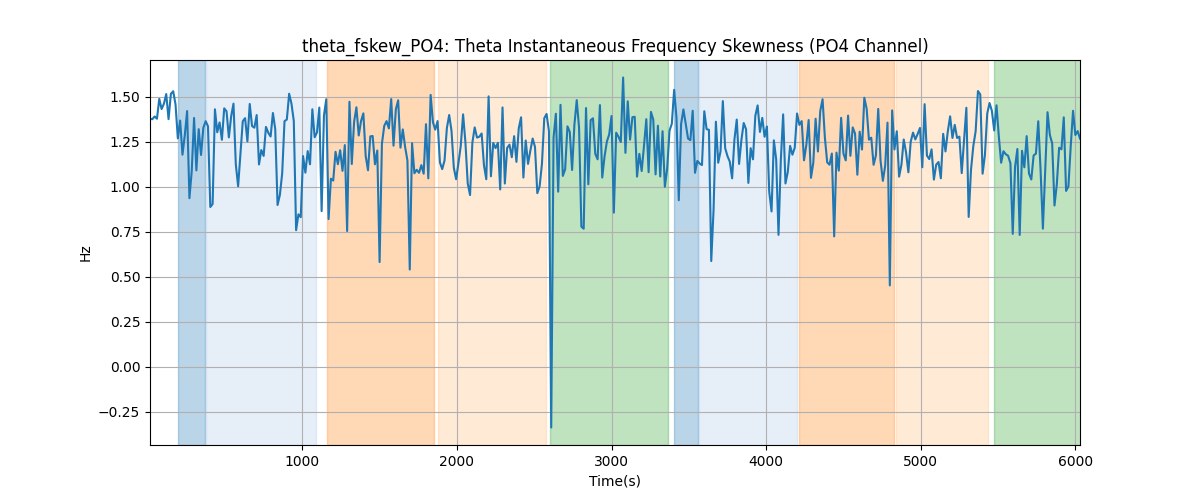 theta_fskew_PO4: Theta Instantaneous Frequency Skewness (PO4 Channel)
1.50
1.25
1.00
0.75
0.50
0.25
0.00
−0.25
Hz
1000 2000 3000 4000 5000 6000
Time(s)